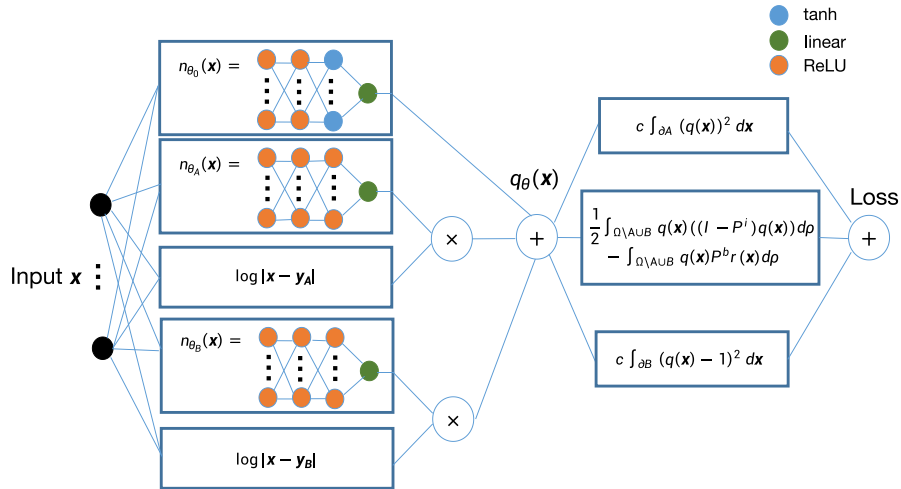 tanh
linear
ReLU
n_{θ_0}(x) =
n_{θ_A}(x) =
log|x − y_A|
n_{θ_B}(x) =
log|x − y_B|
Input x
×
×
q_θ(x)
+
c ∫_{∂A} (q(x))² dx
1/2 ∫_{Ω\A∪B} q(x)((I − P^i)q(x))dρ
− ∫_{Ω\A∪B} q(x)P^b r(x)dρ
c ∫_{∂B} (q(x) − 1)² dx
Loss
+